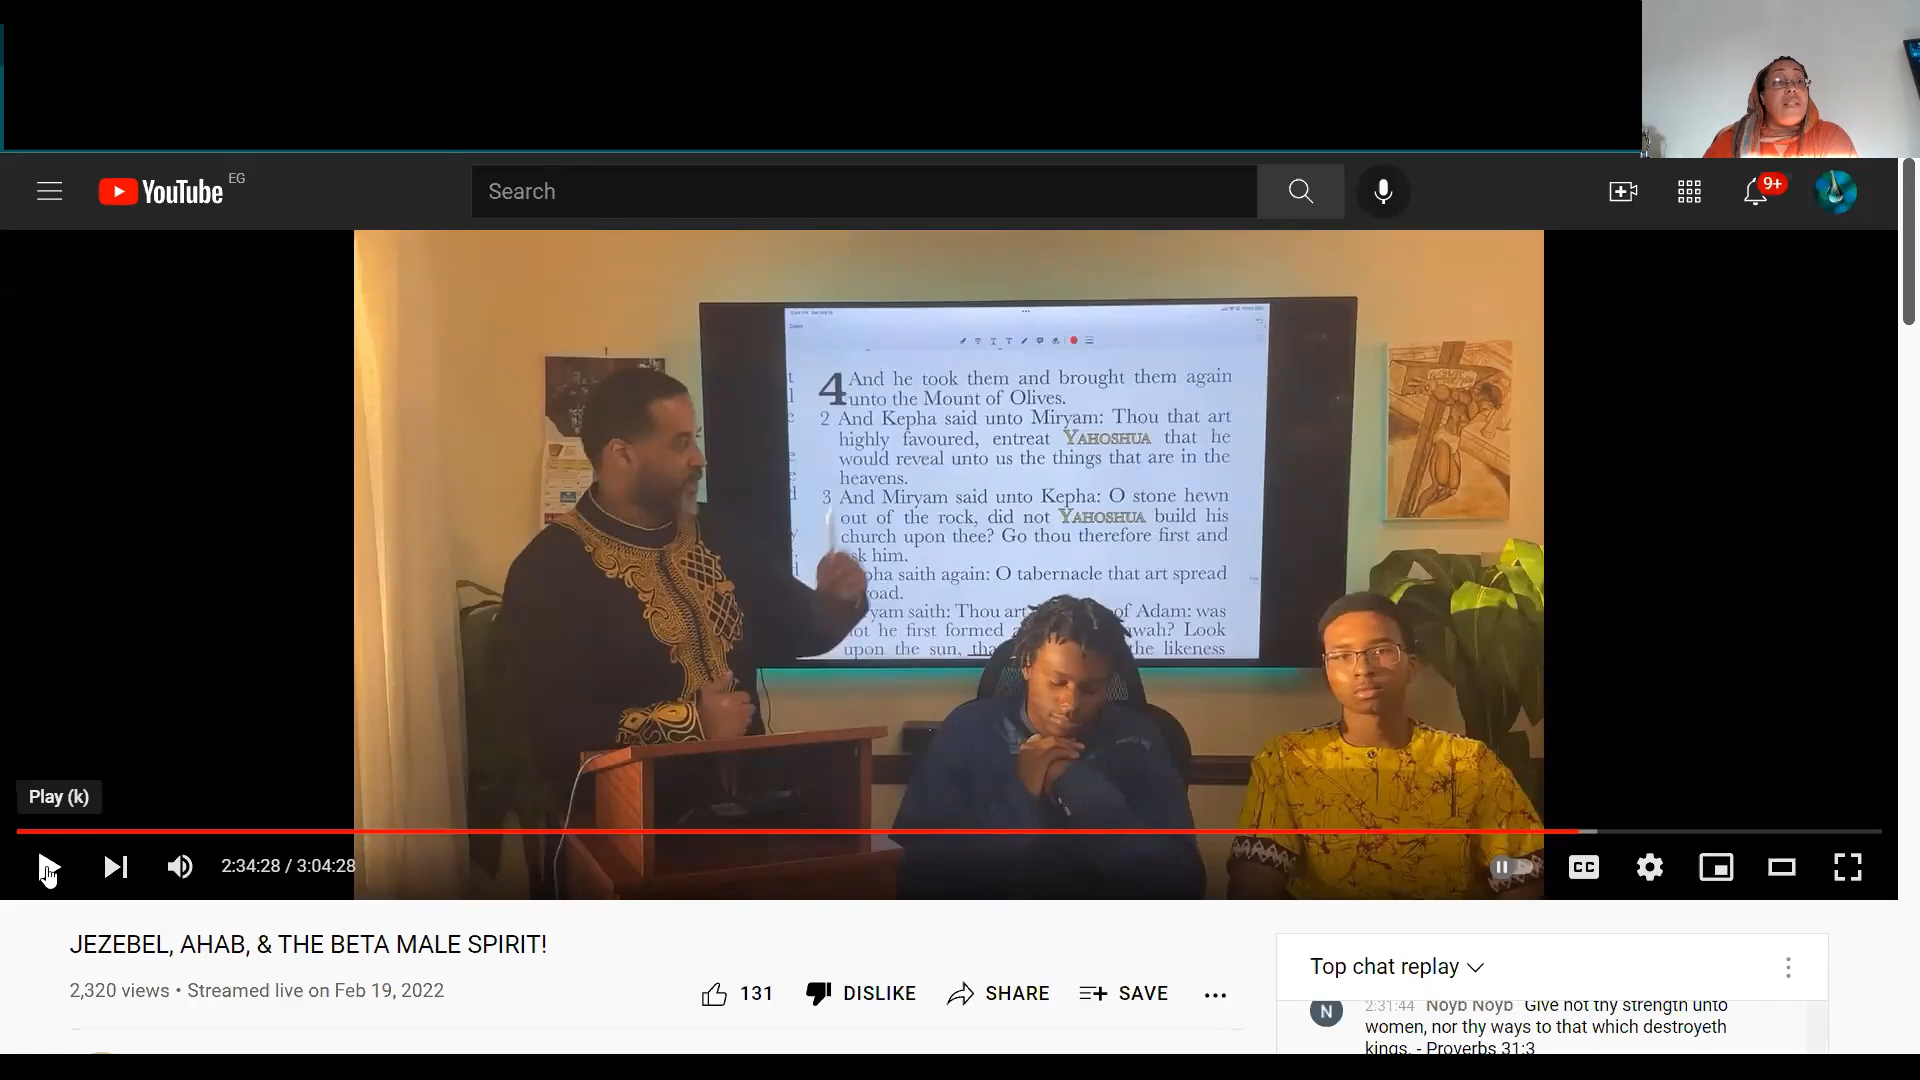 YouTube EG
Search
9+
4 And he took them and brought them again
unto the Mount of Olives.
2 And Kepha said unto Miryam: Thou that art
highly favoured, entreat YAHOSHUA that he
would reveal unto us the things that are in the
heavens.
3 And Miryam said unto Kepha: O stone hewn
out of the rock, did not YAHOSHUA build his
church upon thee? Go thou therefore first and
him.
saith again: O tabernacle that art spread
saith: Thou art of Adam: was
he first formed
Look
upon the sun, the likeness
Play (k)
2:34:28 / 3:04:28
CC
JEZEBEL, AHAB, & THE BETA MALE SPIRIT!
2,320 views • Streamed live on Feb 19, 2022
131 DISLIKE SHARE SAVE
Top chat replay
N
2:31:44 Noyb Noyb Give not thy strength unto
women, nor thy ways to that which destroyeth
kings. - Proverbs 31:3